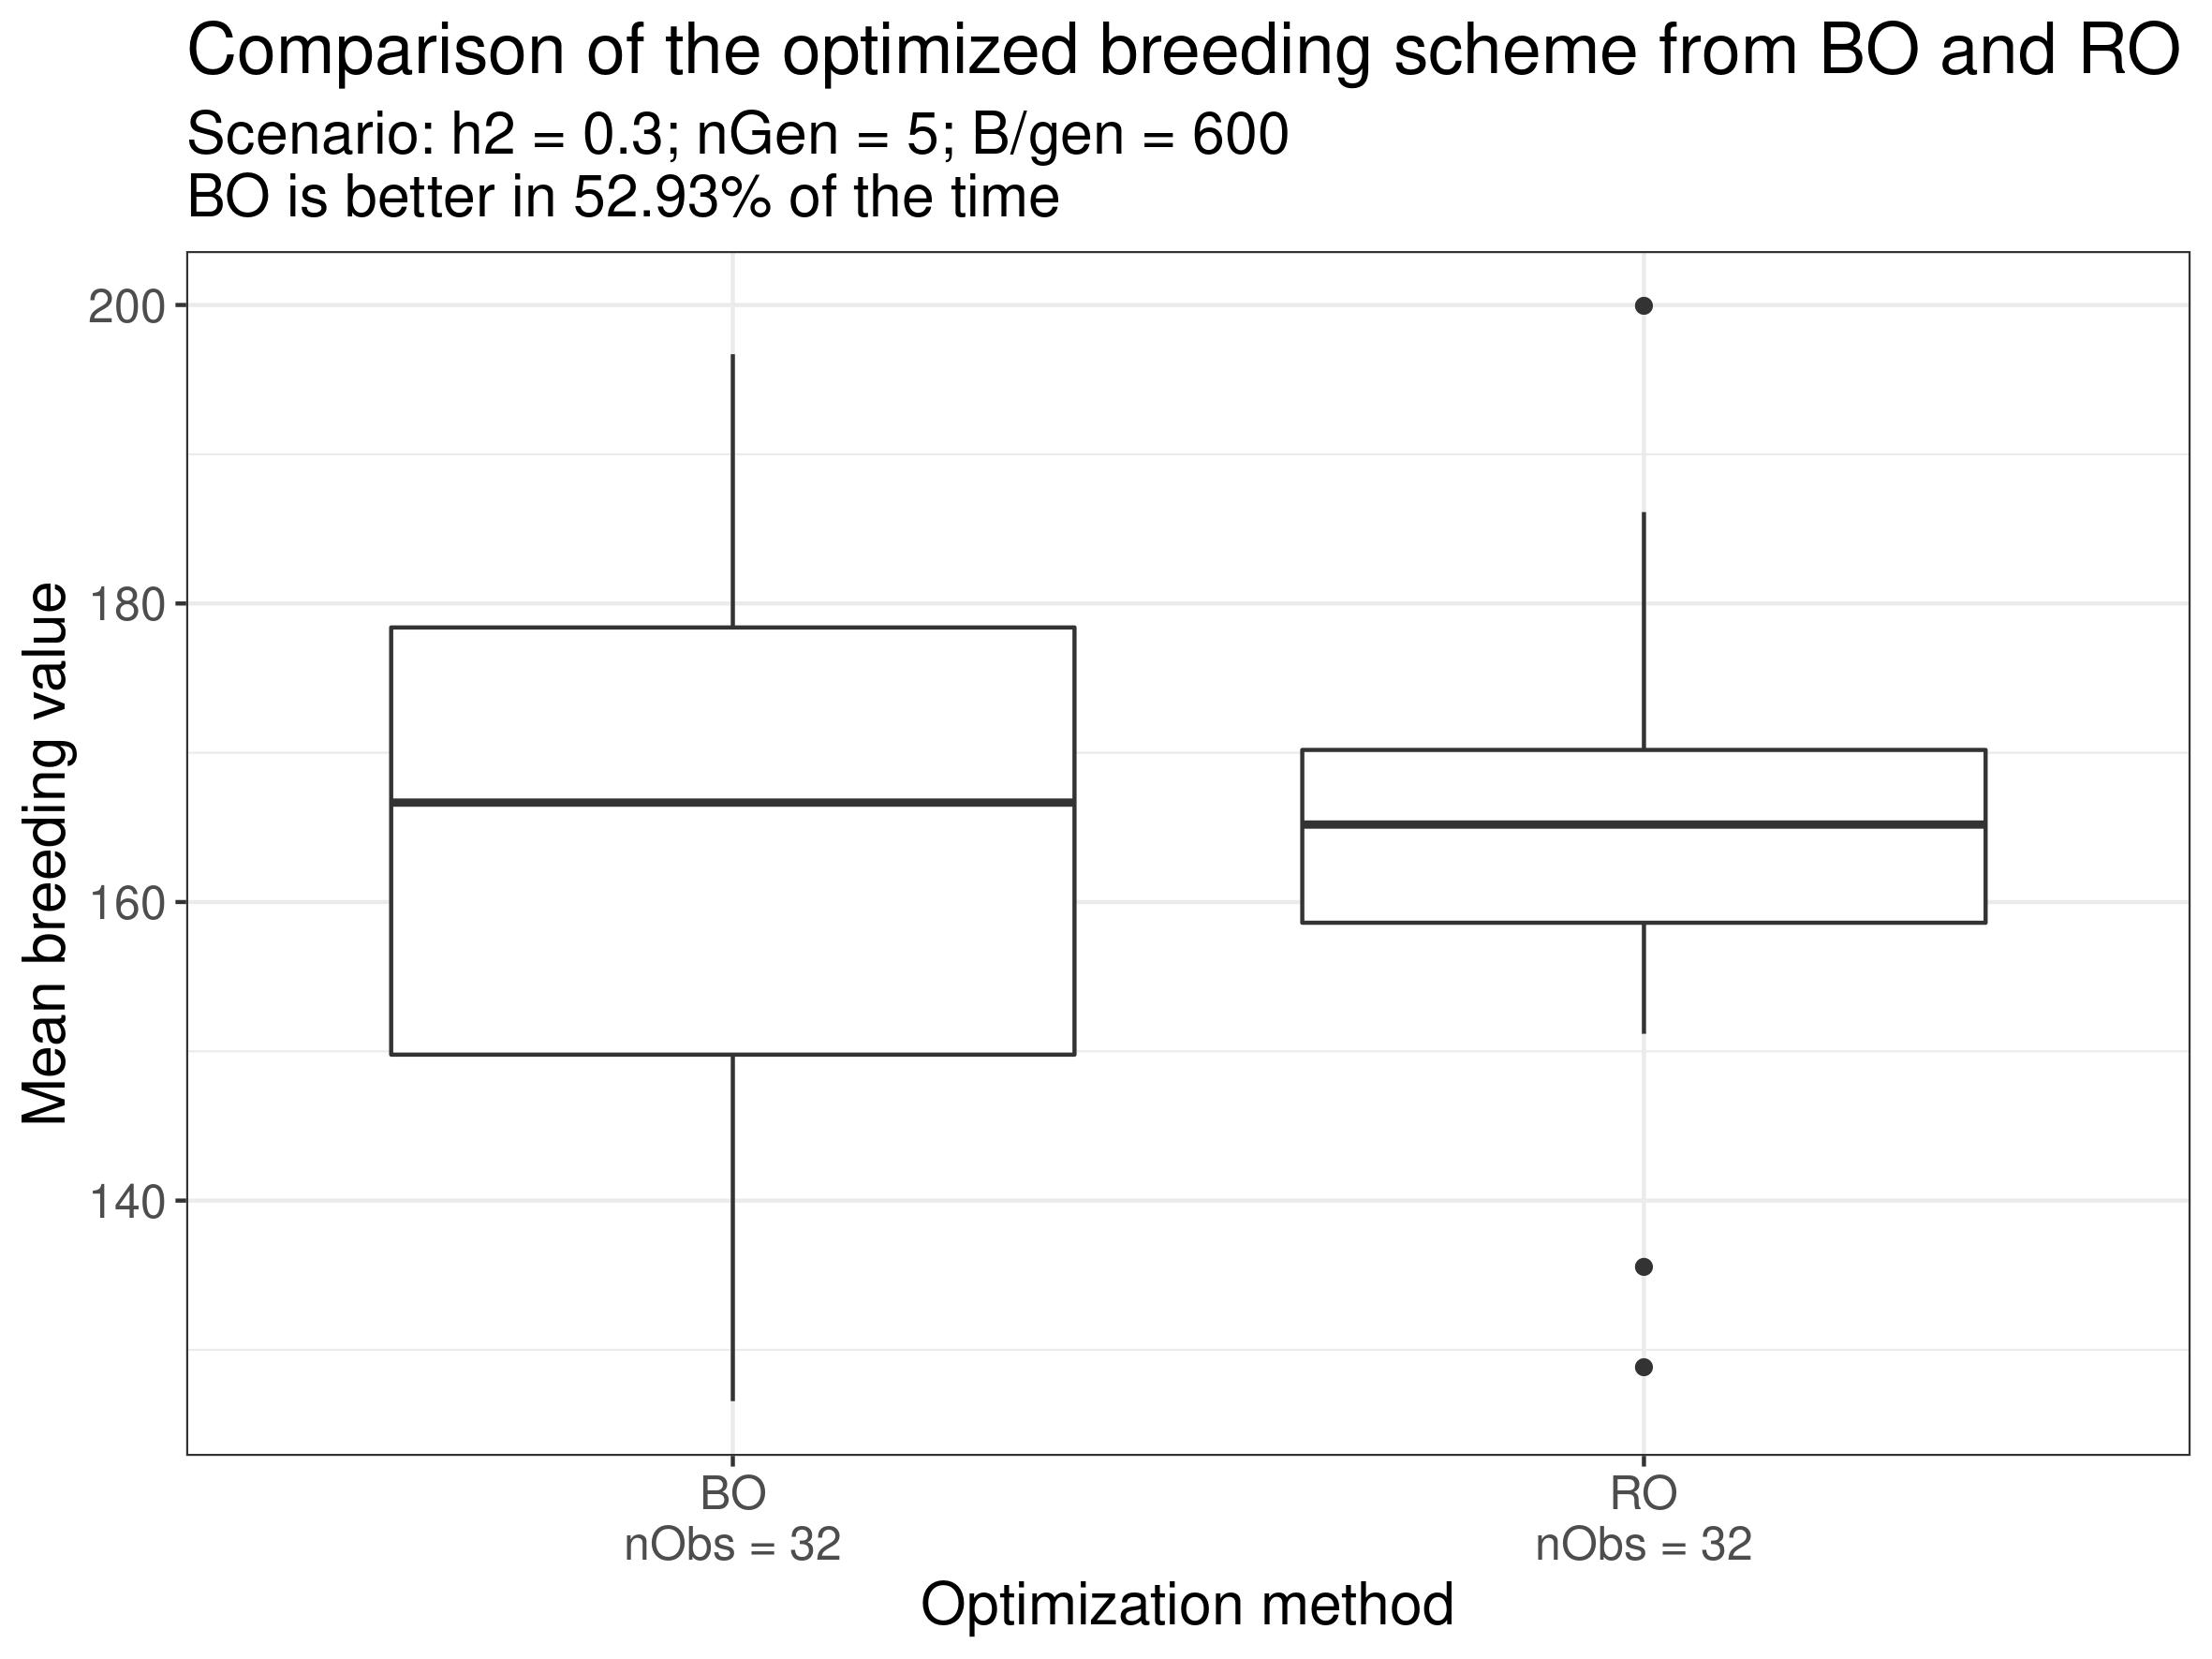 Comparison of the optimized breeding scheme from BO and RO
Scenario: h2 = 0.3; nGen = 5; B/gen = 600
BO is better in 52.93% of the time
Mean breeding value
200
180
160
140
BO
nObs = 32
RO
nObs = 32
Optimization method